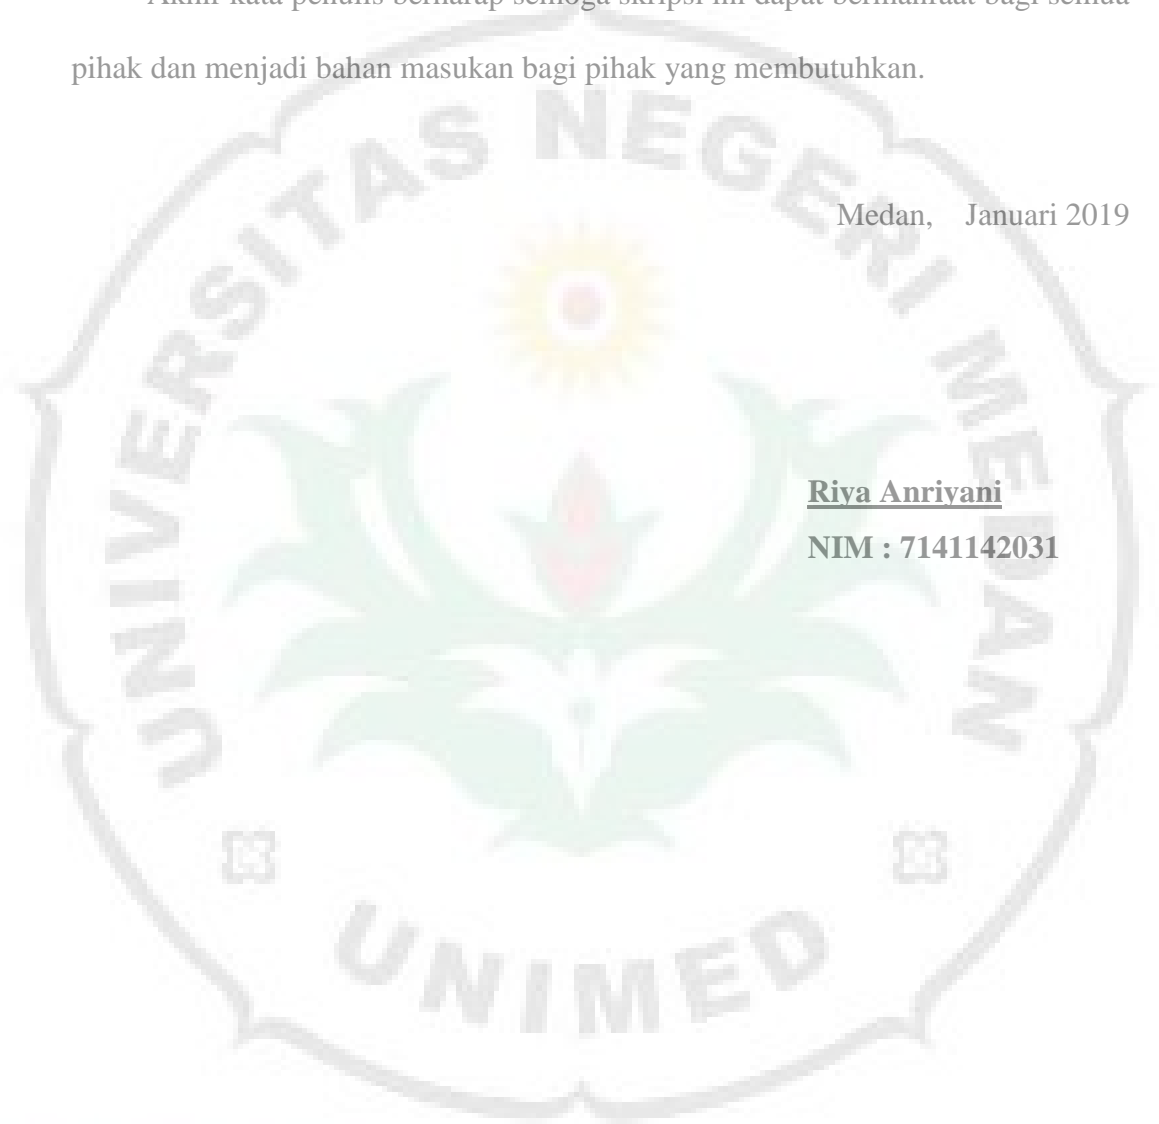 Akhir kata penulis berharap semoga skripsi ini dapat bermanfaat bagi semua
pihak dan menjadi bahan masukan bagi pihak yang membutuhkan.
UNIVERSITAS NEGERI MEDAN
Medan, Januari 2019
Riya Anriyani
NIM : 7141142031
UNIMED